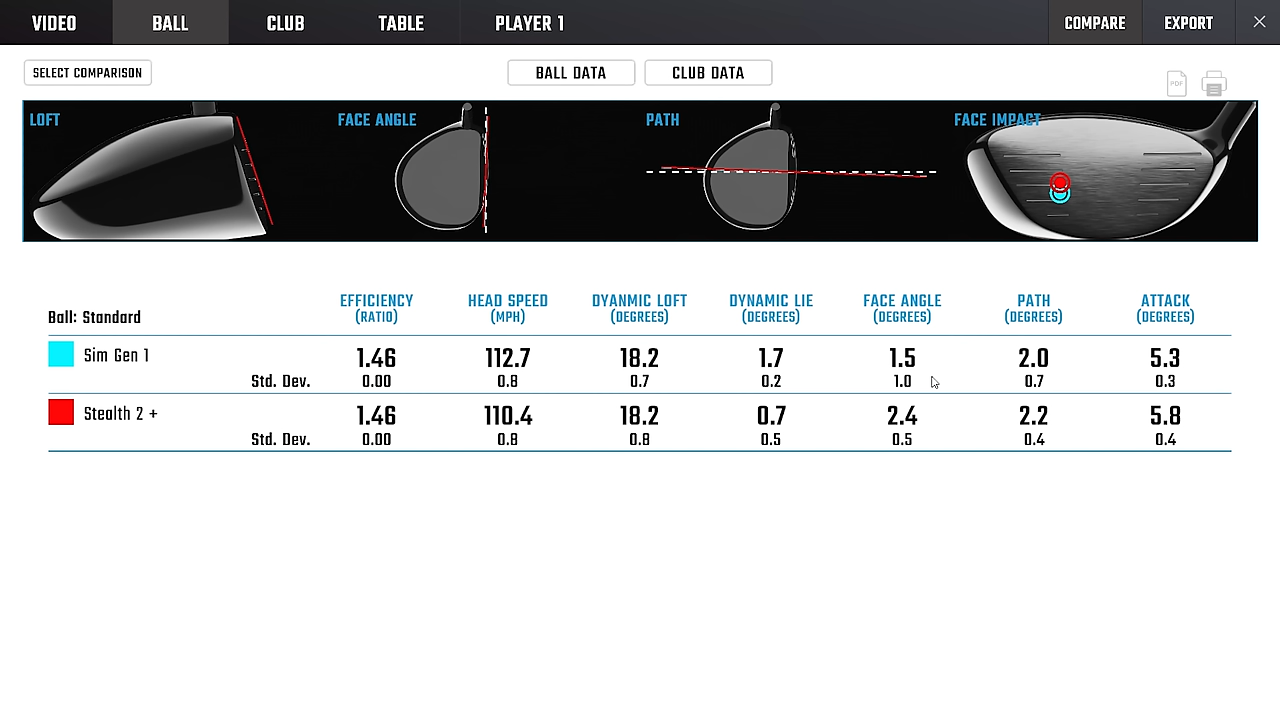 VIDEO BALL CLUB TABLE PLAYER 1 COMPARE EXPORT
SELECT COMPARISON BALL DATA CLUB DATA
PDF
LOFT FACE ANGLE PATH FACE IMPACT
EFFICIENCY HEAD SPEED DYANMIC LOFT DYNAMIC LIE FACE ANGLE PATH ATTACK
Ball: Standard (RATIO) (MPH) (DEGREES) (DEGREES) (DEGREES) (DEGREES) (DEGREES)
Sim Gen 1 1.46 112.7 18.2 1.7 1.5 2.0 5.3
Std. Dev. 0.00 0.8 0.7 0.2 1.0 0.7 0.3
Stealth 2 + 1.46 110.4 18.2 0.7 2.4 2.2 5.8
Std. Dev. 0.00 0.8 0.8 0.5 0.5 0.4 0.4